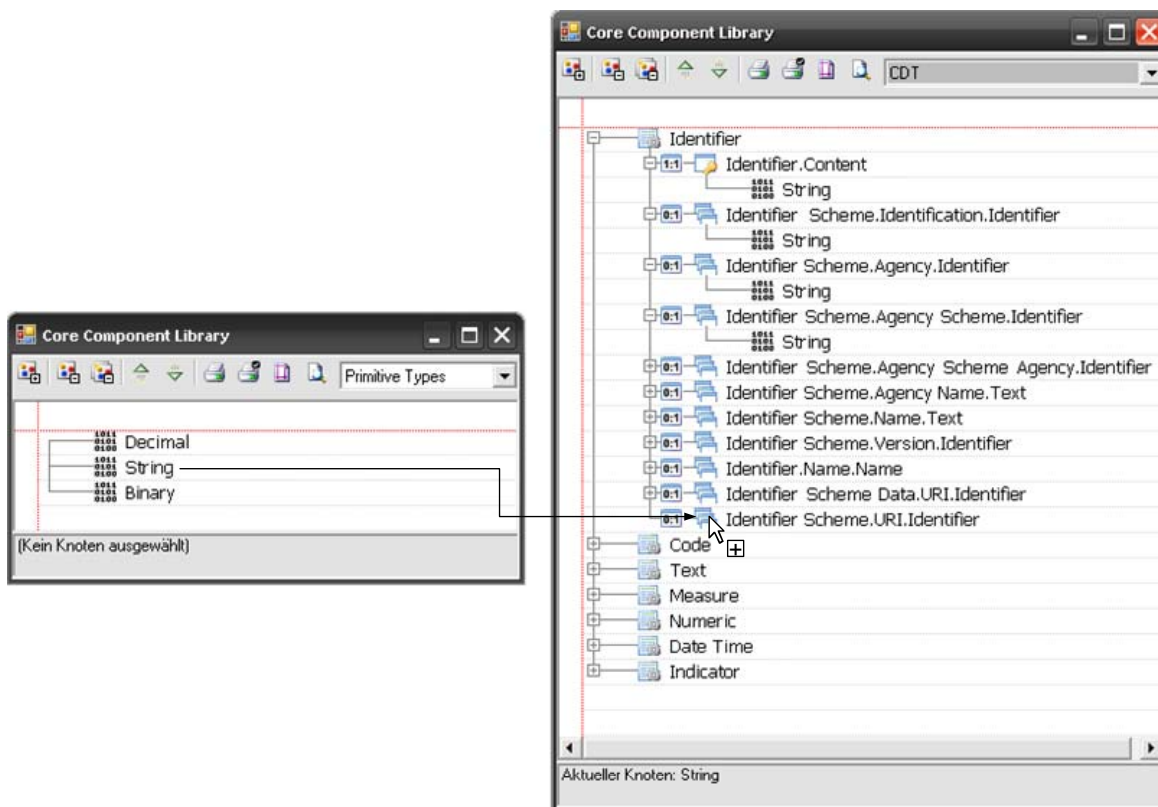 Core Component Library
Primitive Types
Decimal
String
Binary
(Kein Knoten ausgewählt)
Core Component Library
CDT
Identifier
1:1 Identifier.Content
String
0:1 Identifier Scheme.Identification.Identifier
String
0:1 Identifier Scheme.Agency.Identifier
String
0:1 Identifier Scheme.Agency Scheme.Identifier
String
0:1 Identifier Scheme.Agency Scheme Agency.Identifier
0:1 Identifier Scheme.Agency Name.Text
0:1 Identifier Scheme.Name.Text
0:1 Identifier Scheme.Version.Identifier
0:1 Identifier.Name.Name
0:1 Identifier Scheme Data.URI.Identifier
0:1 Identifier Scheme.URI.Identifier
Code
Text
Measure
Numeric
Date Time
Indicator
Aktueller Knoten: String